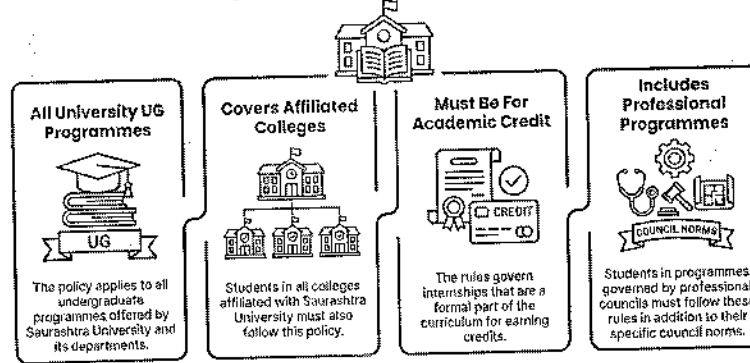 All University UG
Programmes
UG
The policy applies to all
undergraduate
programmes offered by
Saurashtra University and
its departments.
Covers Affiliated
Colleges
Students in all colleges
affiliated with Saurashtra
University must also
follow this policy.
Must Be For
Academic Credit
CREDIT
The rules govern
internships that are a
formal part of the
curriculum for earning
credits.
Includes
Professional
Programmes
COUNCIL NORMS
Students in programmes
governed by professional
councils must follow these
rules in addition to their
specific council norms.